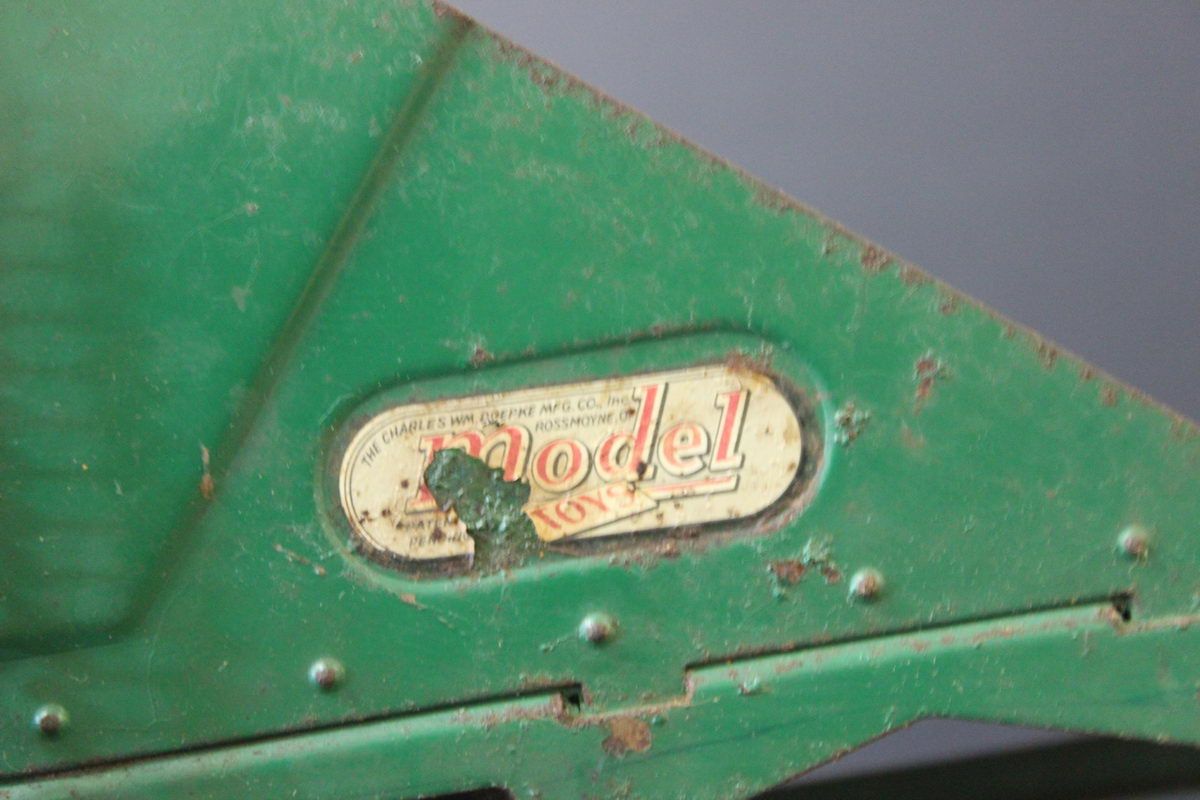 THE CHARLES WM. DOEPKE MFG. CO., Inc.
ROSSMOYNE, O.
Model
TOYS